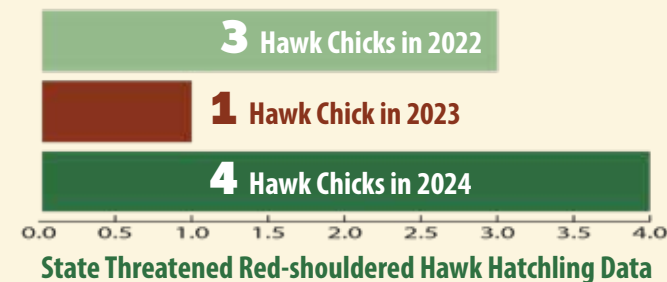 3 Hawk Chicks in 2022
1 Hawk Chick in 2023
4 Hawk Chicks in 2024
0.0 0.5 1.0 1.5 2.0 2.5 3.0 3.5 4.0
State Threatened Red-shouldered Hawk Hatchling Data